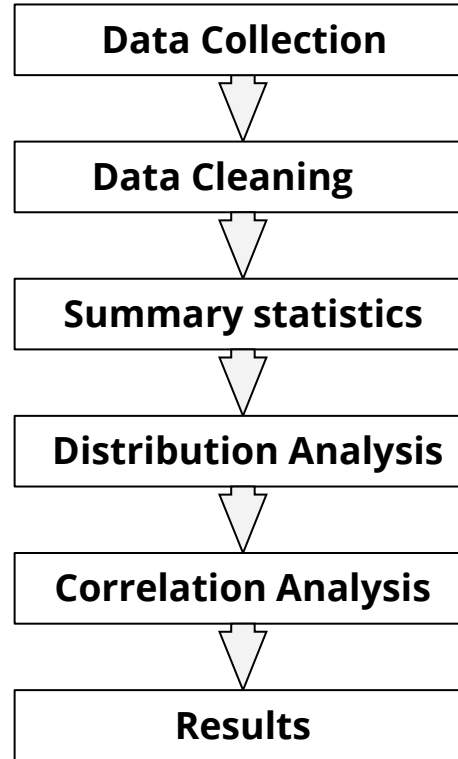 Data Collection
Data Cleaning
Summary statistics
Distribution Analysis
Correlation Analysis
Results